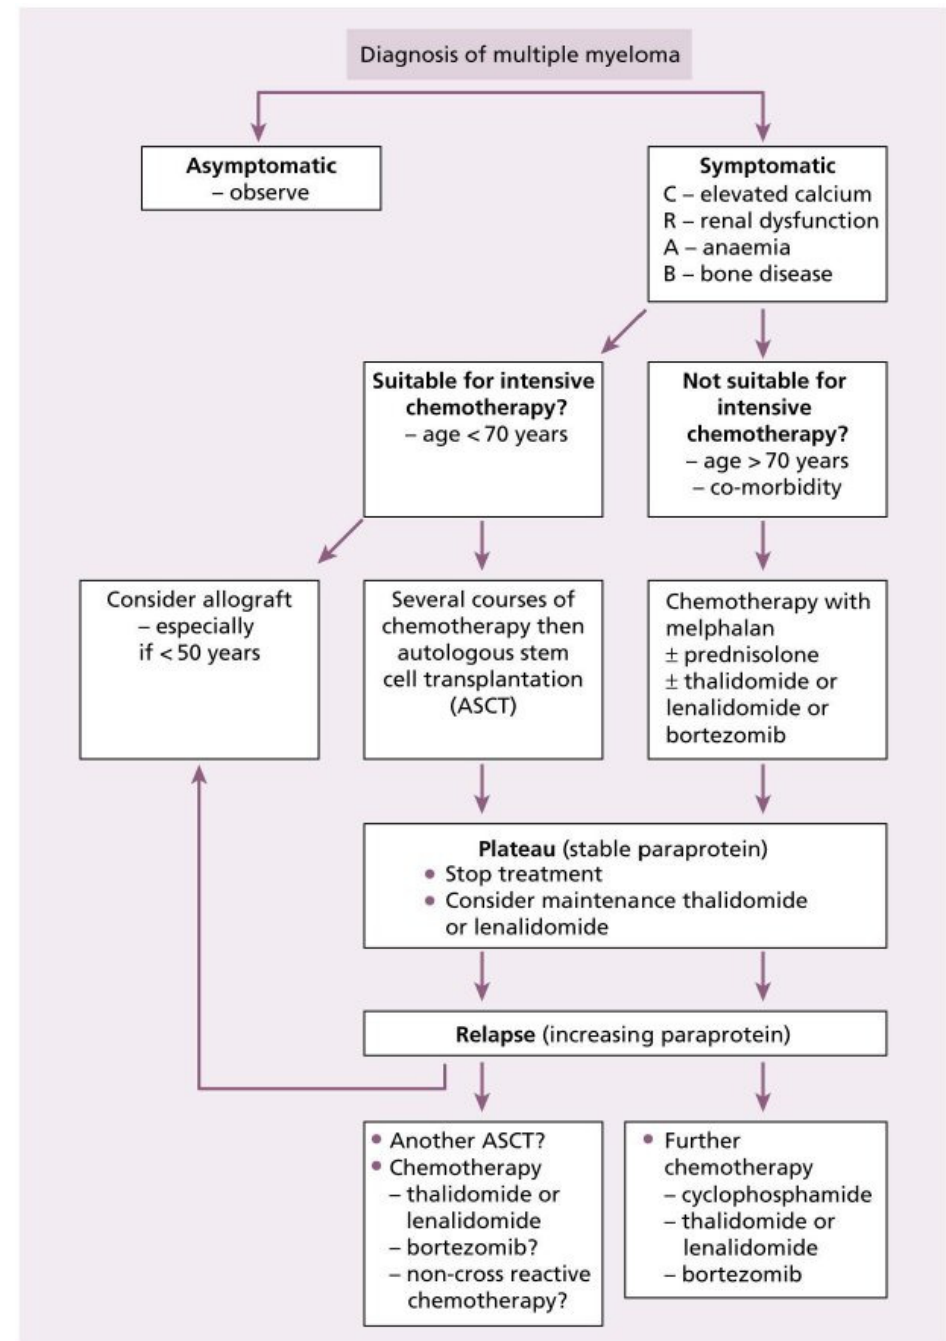 Diagnosis of multiple myeloma
Asymptomatic
– observe
Symptomatic
C – elevated calcium
R – renal dysfunction
A – anaemia
B – bone disease
Suitable for intensive
chemotherapy?
– age < 70 years
Not suitable for
intensive
chemotherapy?
– age > 70 years
– co-morbidity
Consider allograft
– especially
if < 50 years
Several courses of
chemotherapy then
autologous stem
cell transplantation
(ASCT)
Chemotherapy with
melphalan
± prednisolone
± thalidomide or
lenalidomide or
bortezomib
Plateau (stable paraprotein)
• Stop treatment
• Consider maintenance thalidomide
or lenalidomide
Relapse (increasing paraprotein)
• Another ASCT?
• Chemotherapy
– thalidomide or
lenalidomide
– bortezomib?
– non-cross reactive
chemotherapy?
• Further
chemotherapy
– cyclophosphamide
– thalidomide or
lenalidomide
– bortezomib